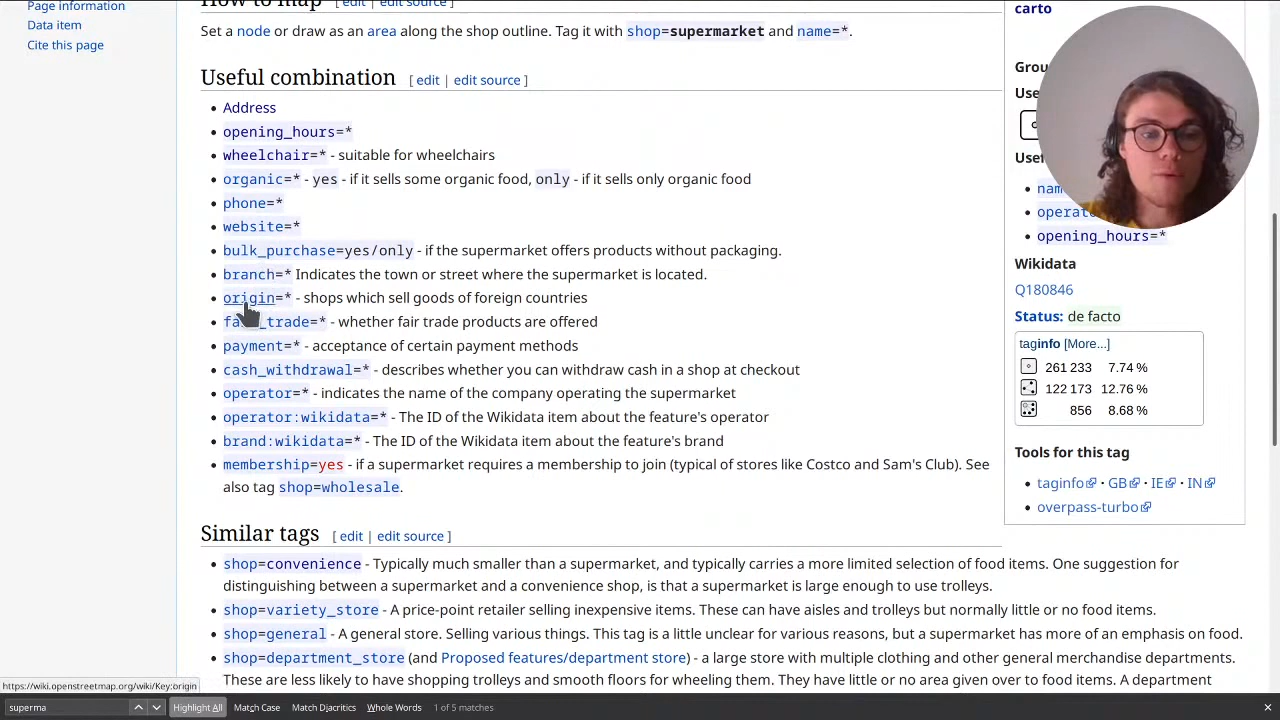 Page information
Data item
Cite this page
How to map [ edit | edit source ]
Set a node or draw as an area along the shop outline. Tag it with shop=supermarket and name=*.
Useful combination [ edit | edit source ]
Address
opening_hours=*
wheelchair=* - suitable for wheelchairs
organic=* - yes - if it sells some organic food, only - if it sells only organic food
phone=*
website=*
bulk_purchase=yes/only - if the supermarket offers products without packaging.
branch=* Indicates the town or street where the supermarket is located.
origin=* - shops which sell goods of foreign countries
fair_trade=* - whether fair trade products are offered
payment=* - acceptance of certain payment methods
cash_withdrawal=* - describes whether you can withdraw cash in a shop at checkout
operator=* - indicates the name of the company operating the supermarket
operator:wikidata=* - The ID of the Wikidata item about the feature's operator
brand:wikidata=* - The ID of the Wikidata item about the feature's brand
membership=yes - if a supermarket requires a membership to join (typical of stores like Costco and Sam's Club). See
also tag shop=wholesale.
Similar tags [ edit | edit source ]
shop=convenience - Typically much smaller than a supermarket, and typically carries a more limited selection of food items. One suggestion for
distinguishing between a supermarket and a convenience shop, is that a supermarket is large enough to use trolleys.
shop=variety_store - A price-point retailer selling inexpensive items. These can have aisles and trolleys but normally little or no food items.
shop=general - A general store. Selling various things. This tag is a little unclear for various reasons, but a supermarket has more of an emphasis on food.
shop=department_store (and Proposed features/department store) - a large store with multiple clothing and other general merchandise departments.
These are less likely to have shopping trolleys and smooth floors for wheeling them. They have little or no area given over to food items. A department
carto
opening_hours=*
Wikidata
Q180846
Status: de facto
taginfo [More...]
261 233 7.74 %
122 173 12.76 %
856 8.68 %
Tools for this tag
taginfo · GB · IE · IN
overpass-turbo
https://wiki.openstreetmap.org/wiki/Key:origin
superma Highlight All Match Case Match Diacritics Whole Words 1 of 5 matches